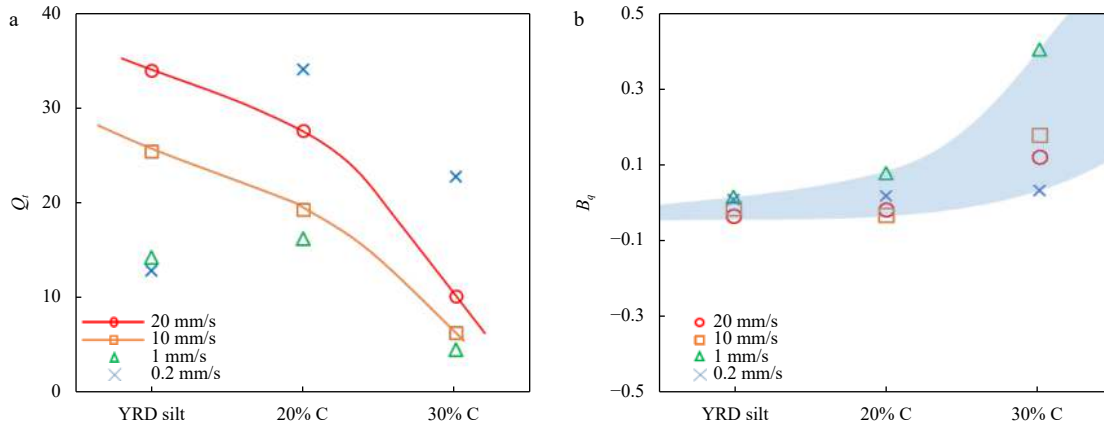 a
40
30
20
10
0
Qt
20 mm/s
10 mm/s
1 mm/s
0.2 mm/s
YRD silt 20% C 30% C
b
0.5
0.3
0.1
−0.1
−0.3
−0.5
Bq
20 mm/s
10 mm/s
1 mm/s
0.2 mm/s
YRD silt 20% C 30% C